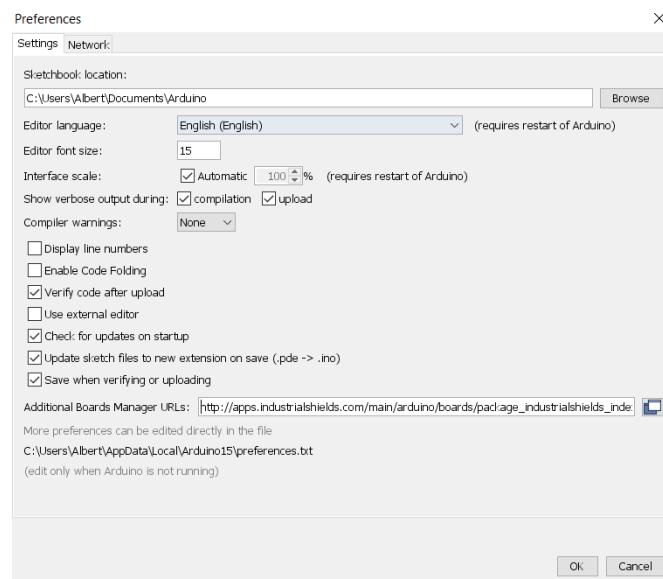 Preferences
Settings Network
Sketchbook location:
C:\Users\Albert\Documents\Arduino Browse
Editor language: English (English) (requires restart of Arduino)
Editor font size: 15
Interface scale: Automatic 100 % (requires restart of Arduino)
Show verbose output during: compilation upload
Compiler warnings: None
Display line numbers
Enable Code Folding
Verify code after upload
Use external editor
Check for updates on startup
Update sketch files to new extension on save (.pde -> .ino)
Save when verifying or uploading
Additional Boards Manager URLs: http://apps.industrialshields.com/main/arduino/boards/package_industrialshields_inde
More preferences can be edited directly in the file
C:\Users\Albert\AppData\Local\Arduino15\preferences.txt
(edit only when Arduino is not running)
OK Cancel